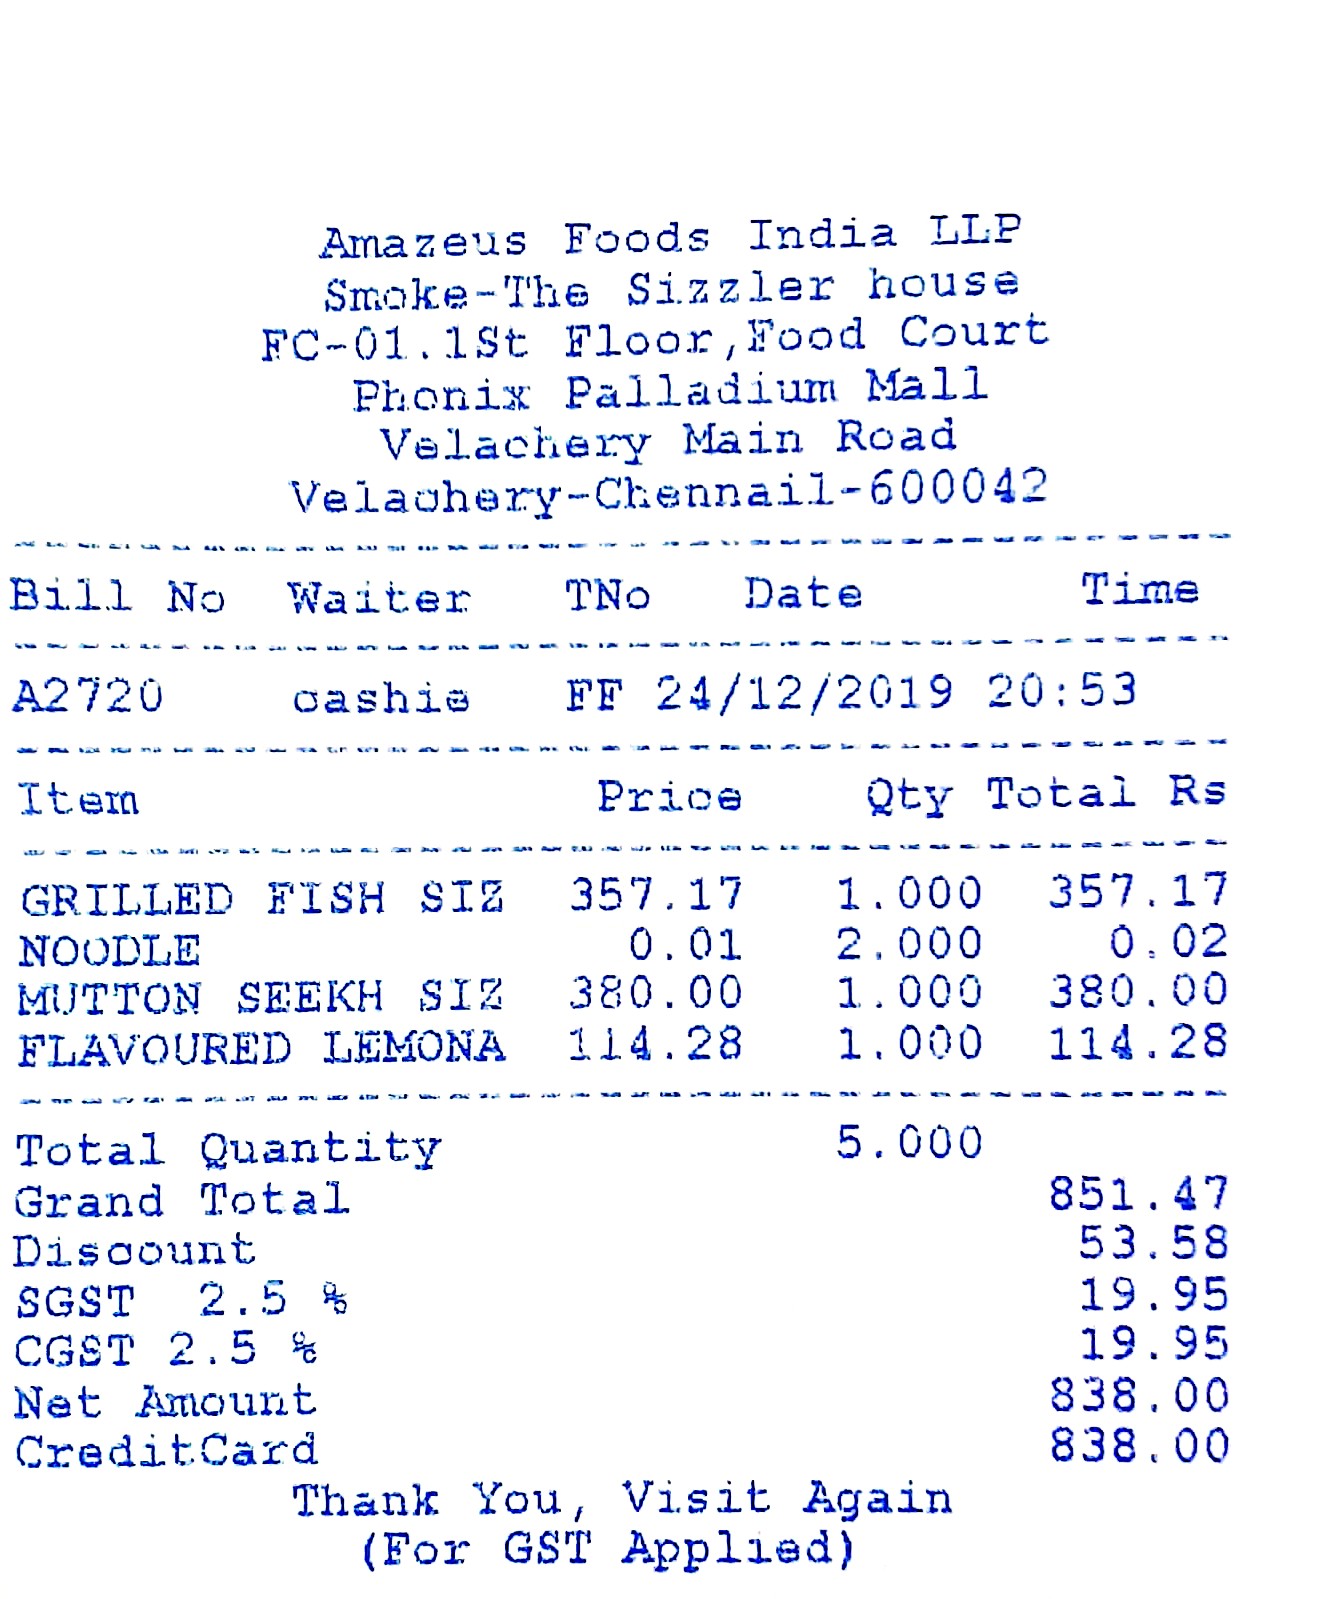 Amazeus Foods India LLP
Smoke-The Sizzler house
FC-01.1St Floor,Food Court
Phonix Palladium Mall
Velachery Main Road
Velachery-Chennail-600042
Bill No Waiter TNo Date Time
A2720 cashie FF 24/12/2019 20:53
Item Price Qty Total Rs
GRILLED FISH SIZ 357.17 1.000 357.17
NOODLE 0.01 2.000 0.02
MUTTON SEEKH SIZ 380.00 1.000 380.00
FLAVOURED LEMONA 114.28 1.000 114.28
Total Quantity 5.000
Grand Total 851.47
Discount 53.58
SGST 2.5 % 19.95
CGST 2.5 % 19.95
Net Amount 838.00
CreditCard 838.00
Thank You, Visit Again
(For GST Applied)